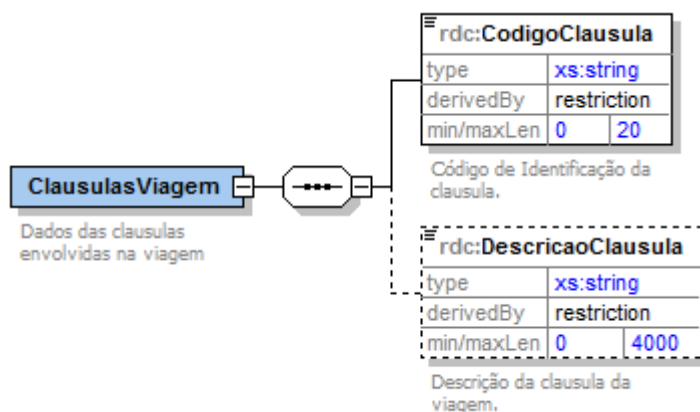 rdc:CodigoClausula
type xs:string
derivedBy restriction
min/maxLen 0 20
Código de Identificação da
clausula.
ClausulasViagem
Dados das clausulas
envolvidas na viagem
rdc:DescricaoClausula
type xs:string
derivedBy restriction
min/maxLen 0 4000
Descrição da clausula da
viagem.